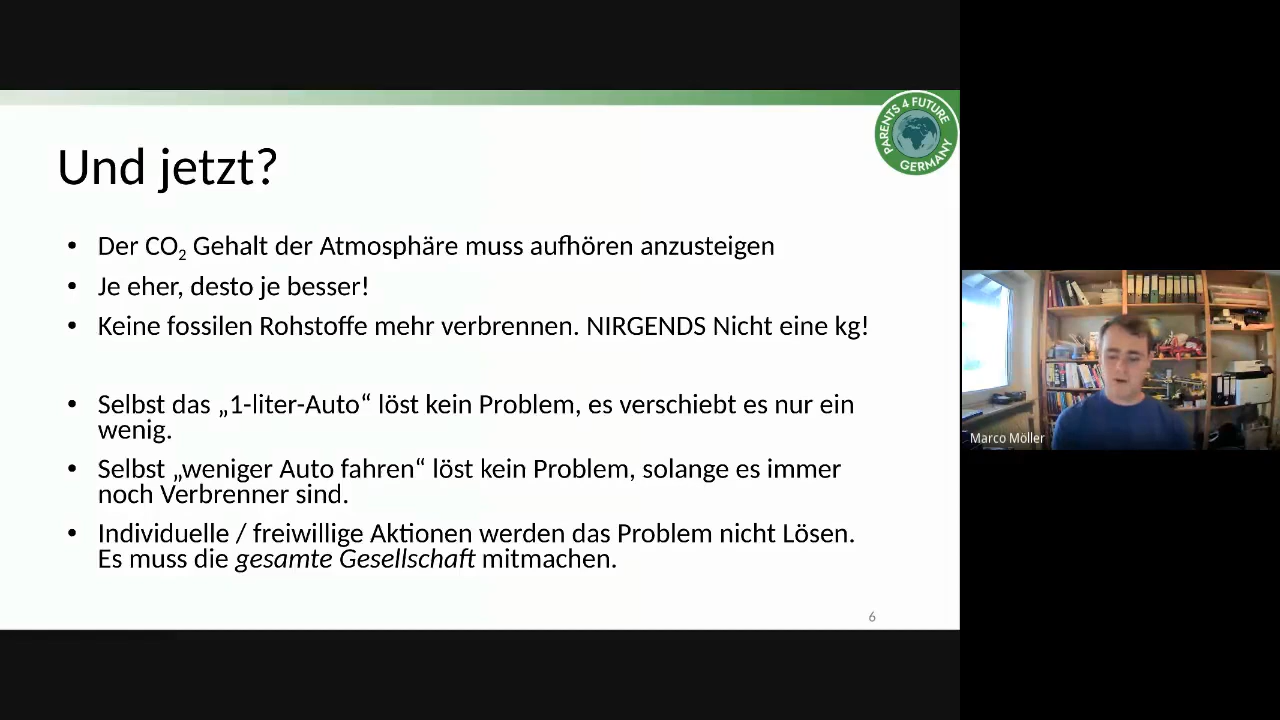 PARENTS 4 FUTURE
GERMANY
Und jetzt?
• Der CO₂ Gehalt der Atmosphäre muss aufhören anzusteigen
• Je eher, desto je besser!
• Keine fossilen Rohstoffe mehr verbrennen. NIRGENDS Nicht eine kg!
• Selbst das „1-liter-Auto“ löst kein Problem, es verschiebt es nur ein
wenig.
• Selbst „weniger Auto fahren“ löst kein Problem, solange es immer
noch Verbrenner sind.
• Individuelle / freiwillige Aktionen werden das Problem nicht Lösen.
Es muss die gesamte Gesellschaft mitmachen.
6
Marco Möller